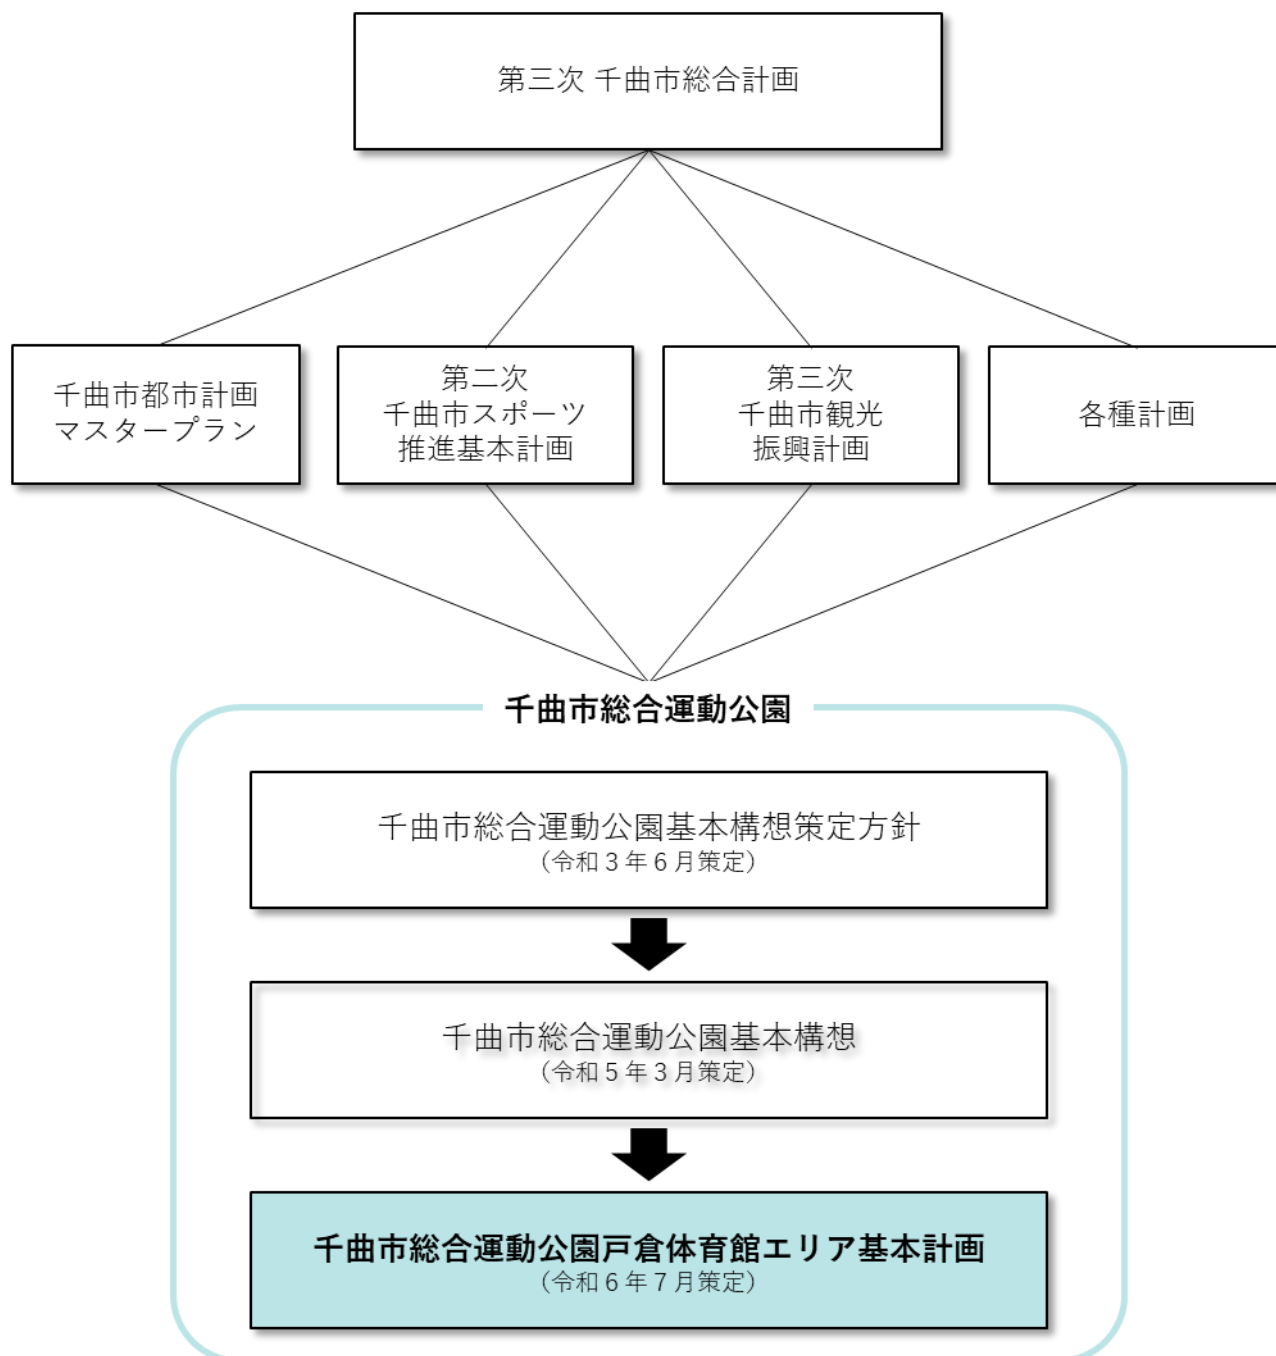 第三次 千曲市総合計画
千曲市都市計画
マスタープラン
第二次
千曲市スポーツ
推進基本計画
第三次
千曲市観光
振興計画
各種計画
千曲市総合運動公園
千曲市総合運動公園基本構想策定方針
（令和３年６月策定）
千曲市総合運動公園基本構想
（令和５年３月策定）
千曲市総合運動公園戸倉体育館エリア基本計画
（令和６年７月策定）